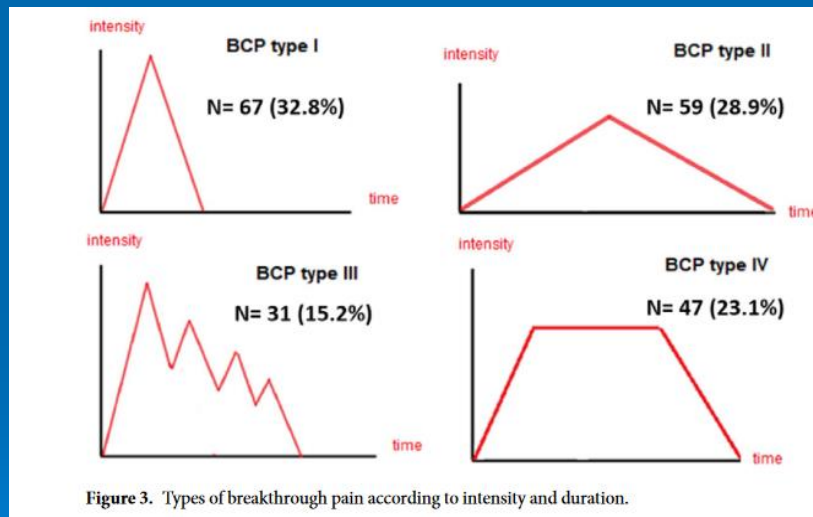 intensity
BCP type I
N= 67 (32.8%)
time
intensity
BCP type II
N= 59 (28.9%)
time
intensity
BCP type III
N= 31 (15.2%)
time
intensity
BCP type IV
N= 47 (23.1%)
time
Figure 3. Types of breakthrough pain according to intensity and duration.